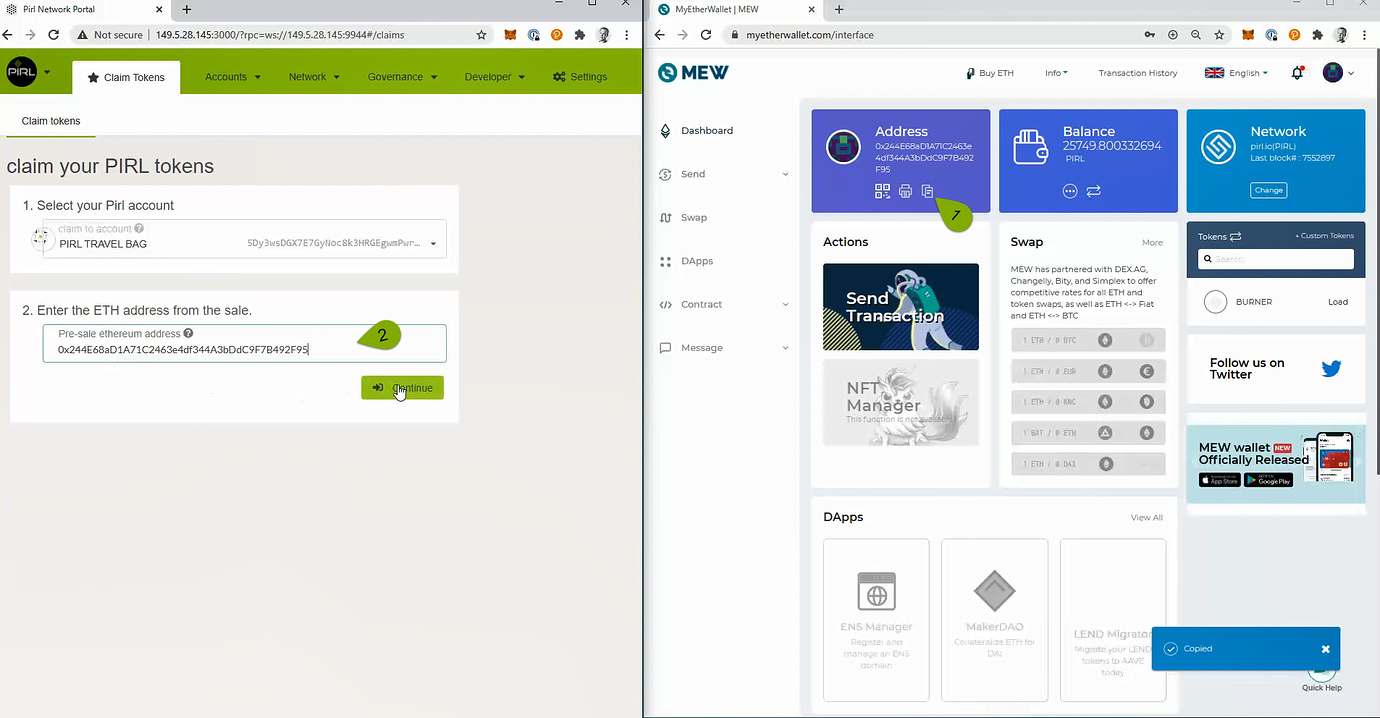 Pirl Network Portal
Not secure
149.5.28.145:3000/?rpc=ws://149.5.28.145:9944#/claims
PIRL
Claim Tokens
Accounts
Network
Governance
Developer
Settings
Claim tokens
claim your PIRL tokens
1. Select your Pirl account
claim to account
PIRL TRAVEL BAG
5Dy3wsDGX7E7GyNoc8k3HRGEgwmPwr...
2. Enter the ETH address from the sale.
Pre-sale ethereum address
0x244E68aD1A71C2463e4df344A3bDdC9F7B492F95
2
Continue
MyEtherWallet | MEW
myetherwallet.com/interface
MEW
Buy ETH
Info
Transaction History
English
Dashboard
Send
Swap
DApps
Contract
Message
Address
0x244E68aD1A71C2463e
4df344A3bDdC9F7B492
F95
1
Balance
25749.800332694
PIRL
Network
pirl.io(PIRL)
Last block# : 7552897
Change
Actions
Send
Transaction
NFT
Manager
This function is not available
Swap
More
MEW has partnered with DEX.AG,
Changelly, Bity, and Simplex to offer
competitive rates for all ETH and
token swaps, as well as ETH <-> Fiat
and ETH <-> BTC
1 ETH / 0 BTC
1 ETH / 0 EUR
1 ETH / 0 KNC
1 BAT / 0 ETH
1 ETH / 0 DAI
Tokens
+ Custom Tokens
Search
BURNER
Load
Follow us on
Twitter
MEW wallet NEW
Officially Released
App Store
Google Play
DApps
View All
ENS Manager
Register and
manage an ENS
domain
MakerDAO
Collateralize ETH for
DAI
LEND Migrator
Migrate your LEND
tokens to AAVE
today
Copied
Quick Help